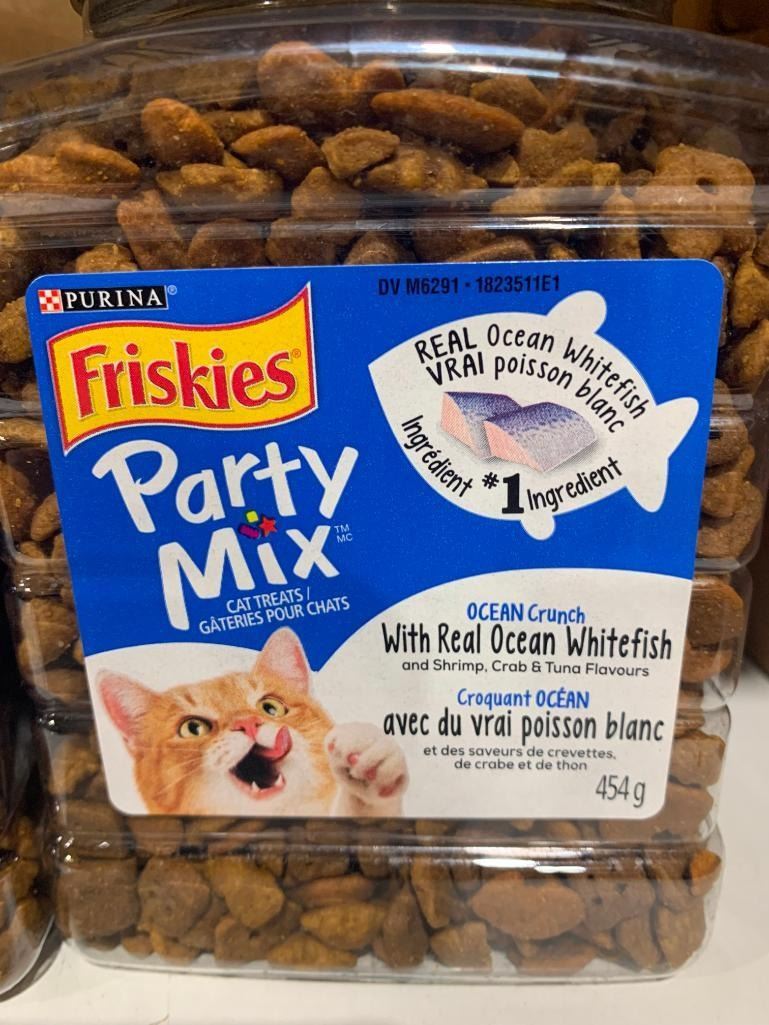 PURINA®
DV M6291 - 1823511E1
Friskies®
Party
Mix TM MC
CAT TREATS /
GÂTERIES POUR CHATS
REAL Ocean Whitefish
VRAI poisson blanc
Ingrédient #1 Ingredient
OCEAN Crunch
With Real Ocean Whitefish
and Shrimp, Crab & Tuna Flavours
Croquant OCÉAN
avec du vrai poisson blanc
et des saveurs de crevettes,
de crabe et de thon
454 g